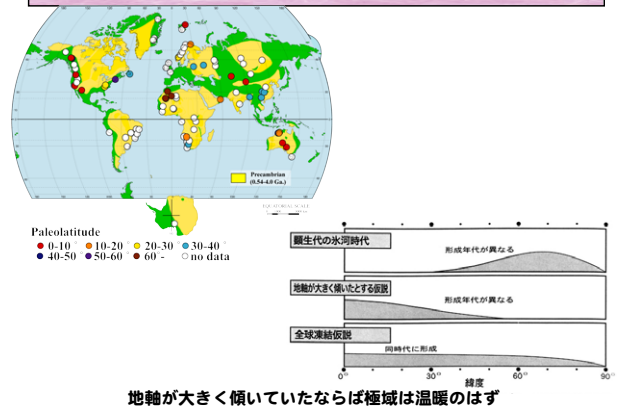 Precambrian
(0.54-4.0 Ga.)
EQUATORIAL SCALE
Paleolatitude
0-10° 10-20° 20-30° 30-40°
40-50° 50-60° 60°- no data
顕生代の氷河時代
形成年代が異なる
地軸が大きく傾いたとする仮説
形成年代が異なる
全球凍結仮説
同時代に形成
0° 30° 60° 90°
緯度
地軸が大きく傾いていたならば極域は温暖のはず